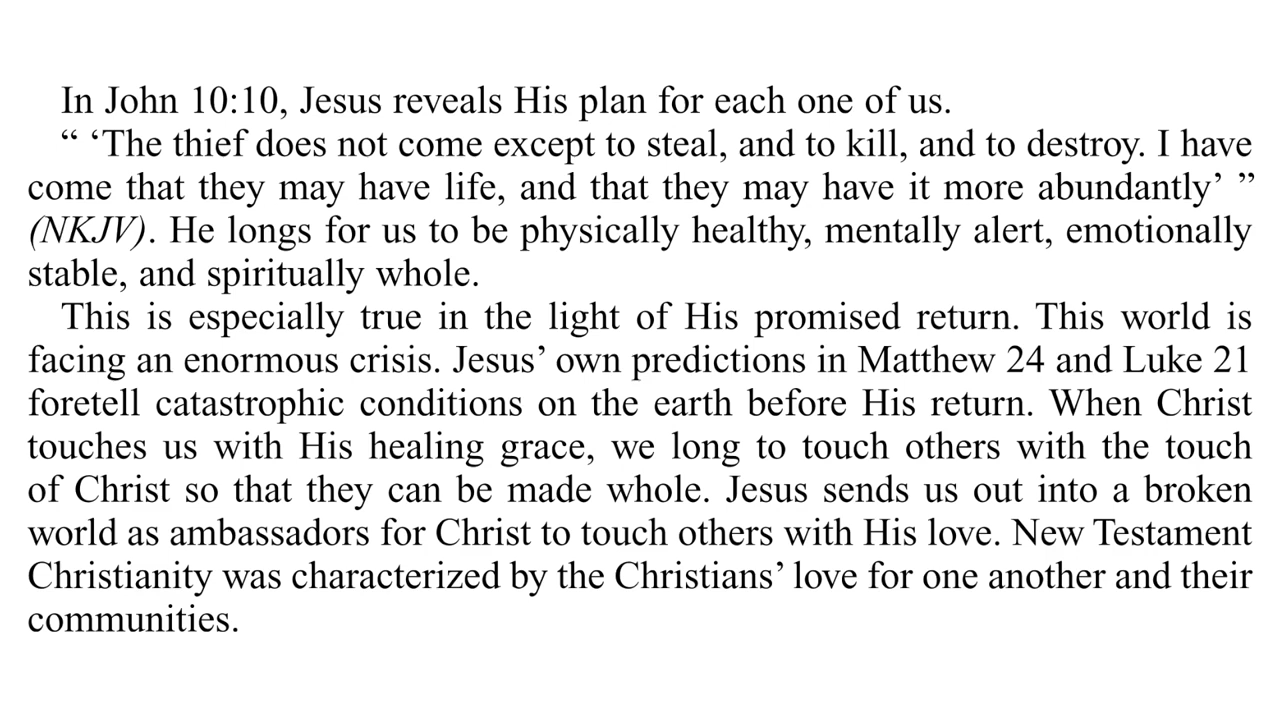 In John 10:10, Jesus reveals His plan for each one of us.
“ ‘The thief does not come except to steal, and to kill, and to destroy. I have
come that they may have life, and that they may have it more abundantly’ ”
(NKJV). He longs for us to be physically healthy, mentally alert, emotionally
stable, and spiritually whole.
This is especially true in the light of His promised return. This world is
facing an enormous crisis. Jesus’ own predictions in Matthew 24 and Luke 21
foretell catastrophic conditions on the earth before His return. When Christ
touches us with His healing grace, we long to touch others with the touch
of Christ so that they can be made whole. Jesus sends us out into a broken
world as ambassadors for Christ to touch others with His love. New Testament
Christianity was characterized by the Christians’ love for one another and their
communities.